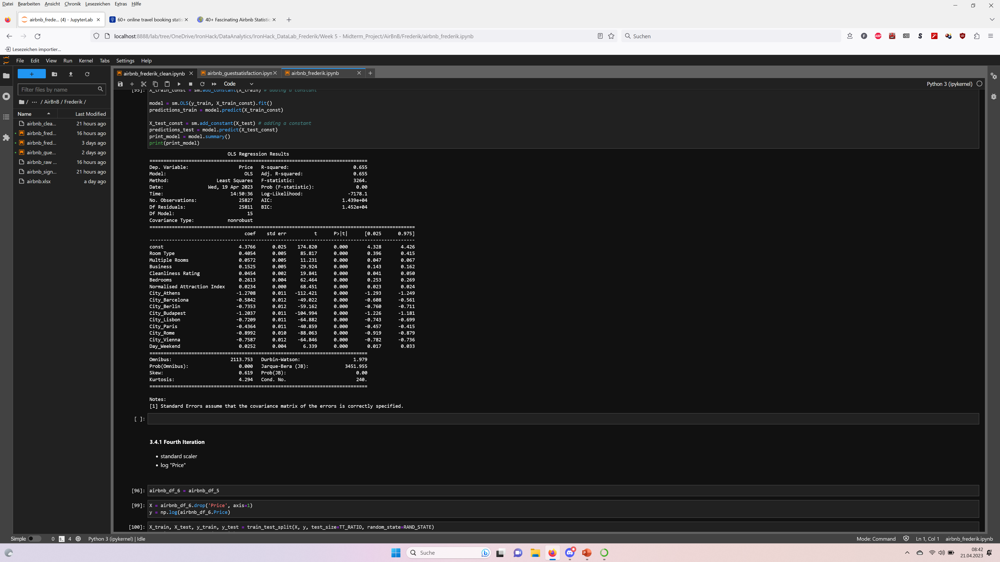 Datei Bearbeiten Ansicht Chronik Lesezeichen Extras Hilfe
airbnb_frede... (4) - JupyterLab 60+ online travel booking statis 40+ Fascinating Airbnb Statistic
localhost:8888/lab/tree/OneDrive/IronHack/DataAnalytics/IronHack_DataLab_Frederik/Week 5 - Midterm_Project/AirBnB/Frederik/airbnb_frederik.ipynb Suchen
Lesezeichen importier...
File Edit View Run Kernel Tabs Settings Help
airbnb_frederik_clean.ipynb airbnb_guestsatisfaction.ipyn airbnb_frederik.ipynb
Code Python 3 (ipykernel)
Filter files by name
/ ... / AirBnB / Frederik /
Name Last Modified
airbnb_clea... 21 hours ago
airbnb_fred... 16 hours ago
airbnb_fred... 3 days ago
airbnb_gue... 2 days ago
airbnb_raw ... 16 hours ago
airbnb_sign... 21 hours ago
airbnb.xlsx a day ago
[95]: X_train_const = sm.add_constant(X_train) # adding a constant
model = sm.OLS(y_train, X_train_const).fit()
predictions_train = model.predict(X_train_const)
X_test_const = sm.add_constant(X_test) # adding a constant
predictions_test = model.predict(X_test_const)
print_model = model.summary()
print(print_model)
OLS Regression Results
==============================================================================
Dep. Variable: Price R-squared: 0.655
Model: OLS Adj. R-squared: 0.655
Method: Least Squares F-statistic: 3264.
Date: Wed, 19 Apr 2023 Prob (F-statistic): 0.00
Time: 14:50:36 Log-Likelihood: -7178.1
No. Observations: 25827 AIC: 1.439e+04
Df Residuals: 25811 BIC: 1.452e+04
Df Model: 15
Covariance Type: nonrobust
===============================================================================================
coef std err t P>|t| [0.025 0.975]
-----------------------------------------------------------------------------------------------
const 4.3766 0.025 174.820 0.000 4.328 4.426
Room Type 0.4054 0.005 85.817 0.000 0.396 0.415
Multiple Rooms 0.0572 0.005 11.231 0.000 0.047 0.067
Business 0.1525 0.005 29.924 0.000 0.143 0.162
Cleanliness Rating 0.0454 0.002 19.841 0.000 0.041 0.050
Bedrooms 0.2613 0.004 62.464 0.000 0.253 0.269
Normalised Attraction Index 0.0234 0.000 68.451 0.000 0.023 0.024
City_Athens -1.2708 0.011 -112.421 0.000 -1.293 -1.249
City_Barcelona -0.5842 0.012 -49.022 0.000 -0.608 -0.561
City_Berlin -0.7353 0.012 -59.162 0.000 -0.760 -0.711
City_Budapest -1.2037 0.011 -104.994 0.000 -1.226 -1.181
City_Lisbon -0.7209 0.011 -64.882 0.000 -0.743 -0.699
City_Paris -0.4364 0.011 -40.859 0.000 -0.457 -0.415
City_Rome -0.8992 0.010 -88.063 0.000 -0.919 -0.879
City_Vienna -0.7587 0.012 -64.846 0.000 -0.782 -0.736
Day_Weekend 0.0252 0.004 6.339 0.000 0.017 0.033
==============================================================================
Omnibus: 2113.753 Durbin-Watson: 1.979
Prob(Omnibus): 0.000 Jarque-Bera (JB): 3451.955
Skew: 0.619 Prob(JB): 0.00
Kurtosis: 4.294 Cond. No. 240.
==============================================================================
Notes:
[1] Standard Errors assume that the covariance matrix of the errors is correctly specified.
[ ]:
3.4.1 Fourth Iteration
• standard scaler
• log "Price"
[96]: airbnb_df_6 = airbnb_df_5
[99]: X = airbnb_df_6.drop('Price', axis=1)
y = np.log(airbnb_df_6.Price)
[100]: X_train, X_test, y_train, y_test = train_test_split(X, y, test_size=TT_RATIO, random_state=RAND_STATE)
Simple 0 4 Python 3 (ipykernel) | Idle Mode: Command Ln 1, Col 1 airbnb_frederik.ipynb
Suche 08:42
21.04.2023